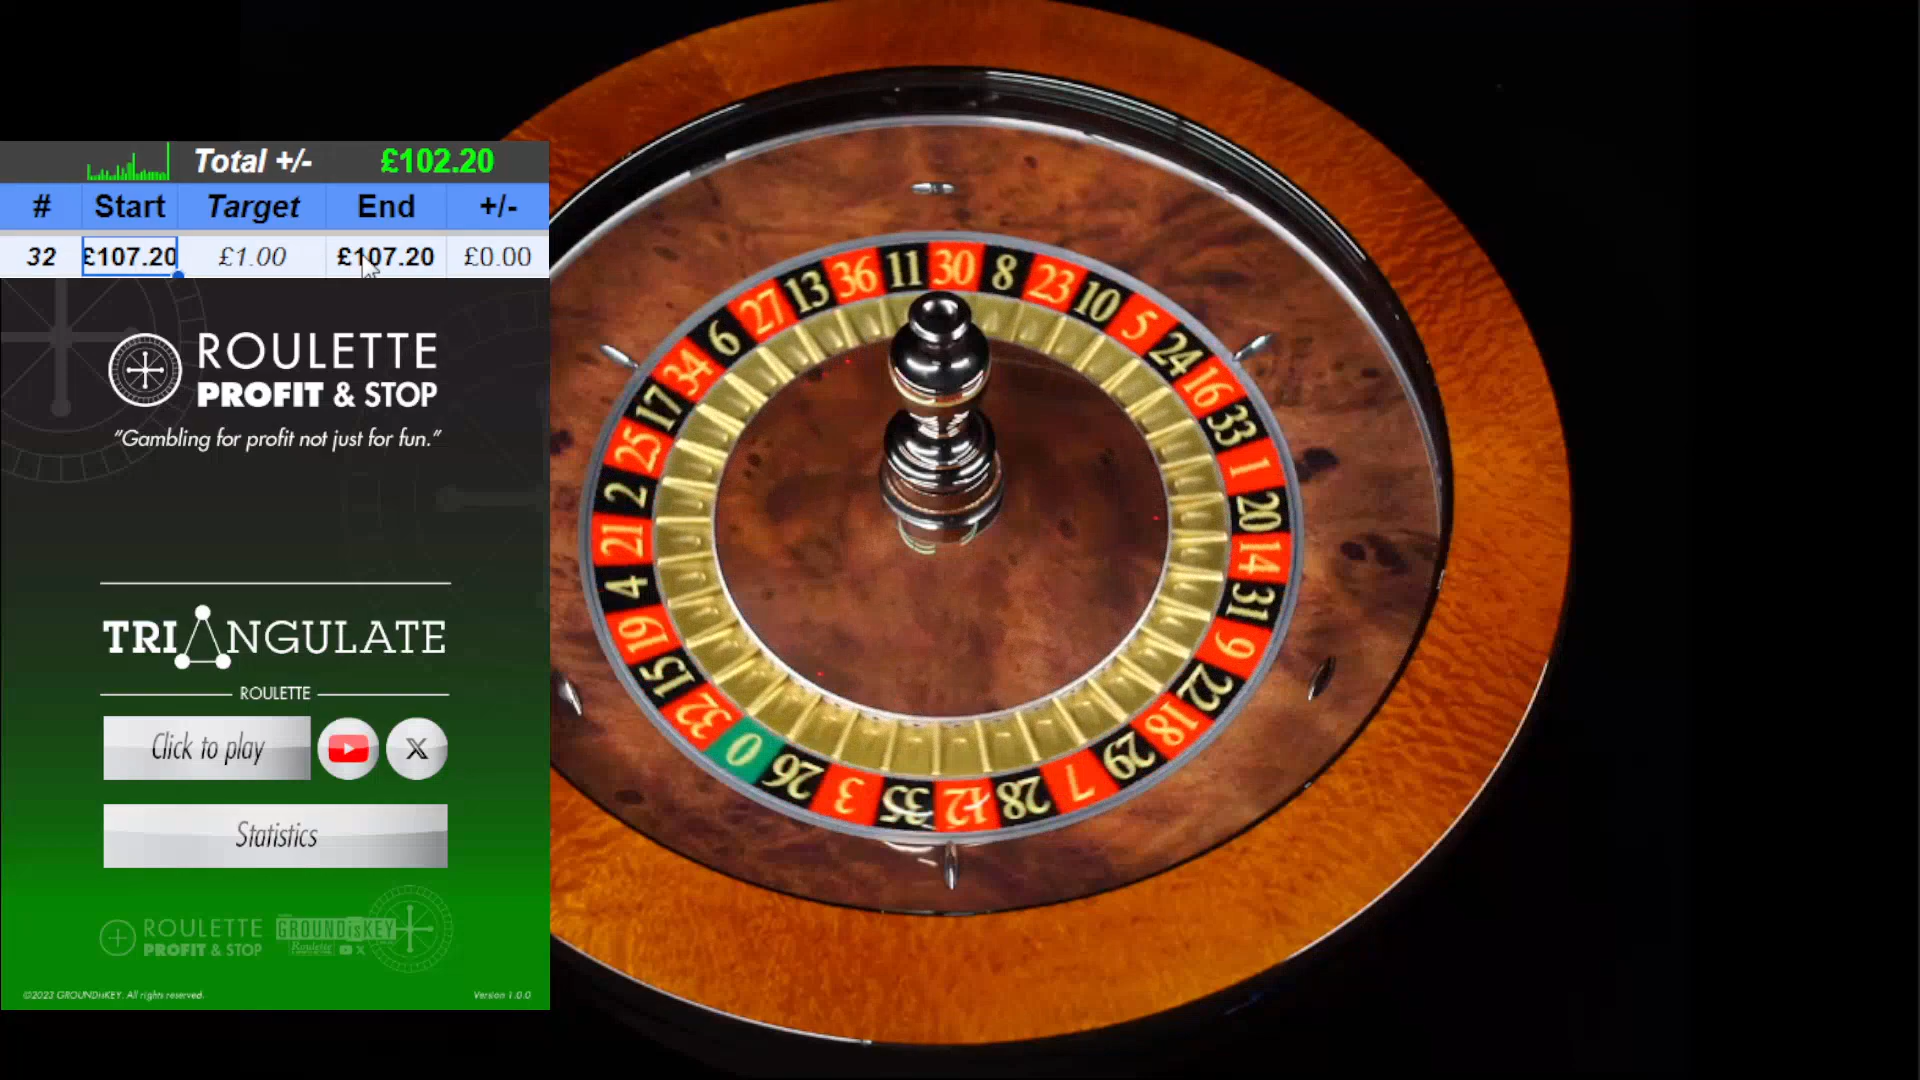 Total +/- £102.20
# Start Target End +/-
32 £107.20 £1.00 £107.20 £0.00
ROULETTE
PROFIT & STOP
"Gambling for profit not just for fun."
TRIANGULATE
ROULETTE
Click to play X
Statistics
ROULETTE
PROFIT & STOP
GROUNDisKEY
Roulette
©2023 GROUNDisKEY. All rights reserved. Version 1.0.0
30 8 23 10 5 24 16 33 1 20 14 31 9 22 18 29 7 28 12 35 3 26 0 32 15 19 4 21 2 25 17 34 6 27 13 36 11